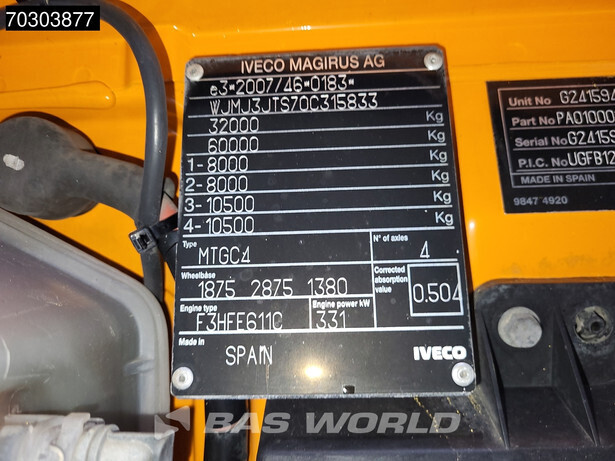 70303877
IVECO MAGIRUS AG
e3*2007/46*0183*
WJMJ3JTS70C315833
32000 Kg
60000 Kg
1-8000 Kg
2-8000 Kg
3-10500 Kg
4-10500 Kg
Type MTGC4 N° of axles 4
Wheelbase 1875 2875 1380
Corrected absorption value 0.504
Engine type F3HFE611C Engine power kW 331
Made in SPAIN IVECO
Unit No G24159
Part No PA01000
Serial No G2415
P.I.C. No UGFB12
MADE IN SPAIN
9847 4920
BAS WORLD